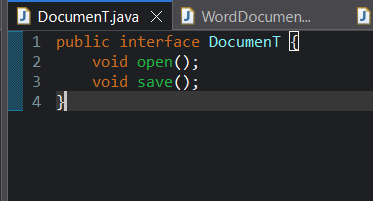 DocumenT.java
WordDocumen...
1 public interface DocumenT {
2 void open();
3 void save();
4 }